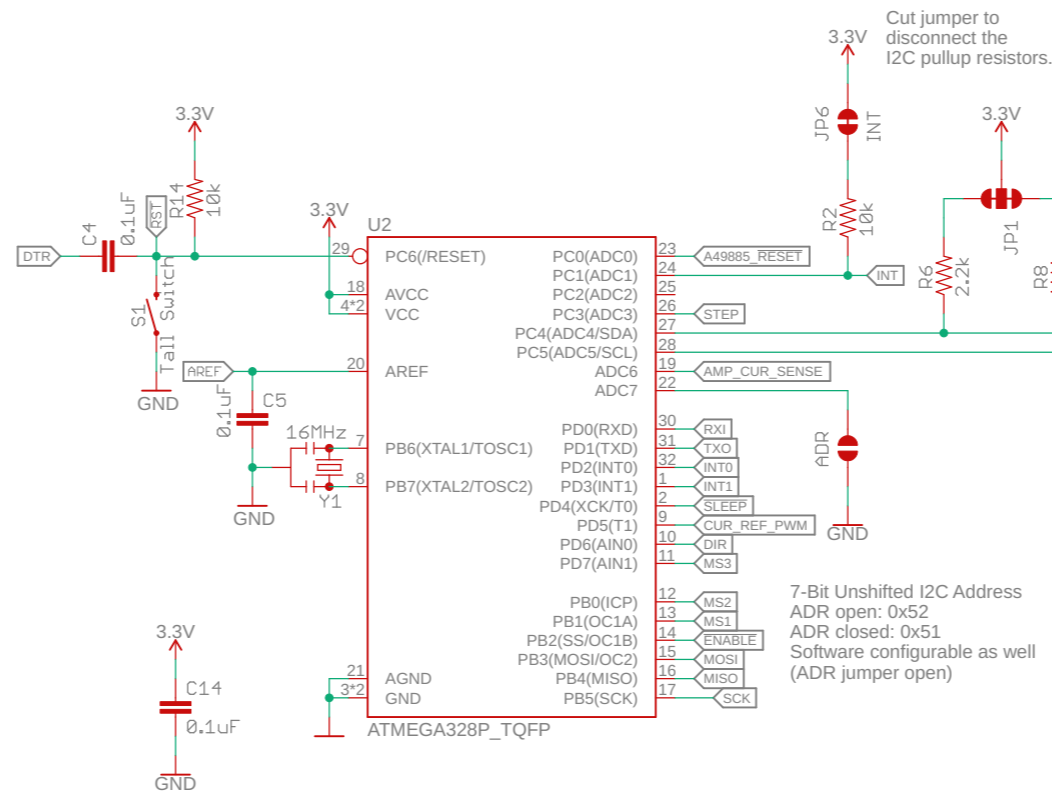 Cut jumper to
disconnect the
I2C pullup resistors.
3.3V
JP6
INT
3.3V
3.3V
R14
10k
RST
C4
0.1uF
DTR
3.3V
U2
R2
10k
JP1
R6
2.2k
R8
29
PC6(/RESET)
18
AVCC
4*2
VCC
20
AREF
7
PB6(XTAL1/TOSC1)
8
PB7(XTAL2/TOSC2)
21
AGND
3*2
GND
PC0(ADC0)
23
A49885_RESET
PC1(ADC1)
24
INT
PC2(ADC2)
25
PC3(ADC3)
26
STEP
PC4(ADC4/SDA)
27
PC5(ADC5/SCL)
28
ADC6
19
AMP_CUR_SENSE
ADC7
22
PD0(RXD)
30
RXI
PD1(TXD)
31
TXO
PD2(INT0)
32
INT0
PD3(INT1)
1
INT1
PD4(XCK/T0)
2
SLEEP
PD5(T1)
9
CUR_REF_PWM
PD6(AIN0)
10
DIR
PD7(AIN1)
11
MS3
PB0(ICP)
12
MS2
PB1(OC1A)
13
MS1
PB2(SS/OC1B)
14
ENABLE
PB3(MOSI/OC2)
15
MOSI
PB4(MISO)
16
MISO
PB5(SCK)
17
SCK
ATMEGA328P_TQFP
S1
Tall Switch
GND
AREF
0.1uF
C5
16MHz
Y1
GND
ADR
GND
7-Bit Unshifted I2C Address
ADR open: 0x52
ADR closed: 0x51
Software configurable as well
(ADR jumper open)
3.3V
C14
0.1uF
GND